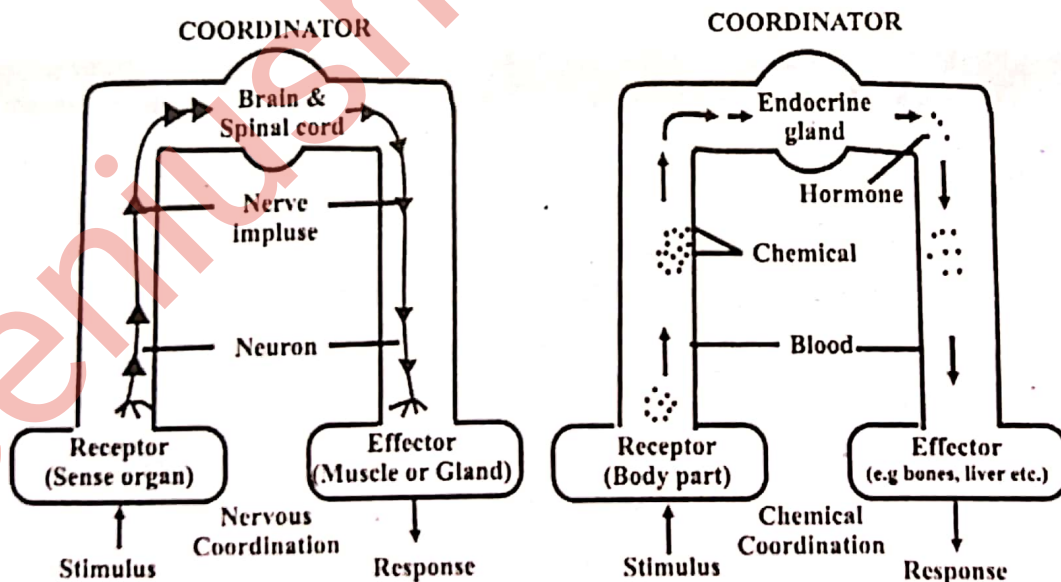 COORDINATOR
Brain &
Spinal cord
Nerve
impluse
Neuron
Receptor
(Sense organ)
Effector
(Muscle or Gland)
Nervous
Coordination
Stimulus
Response
COORDINATOR
Endocrine
gland
Hormone
Chemical
Blood
Receptor
(Body part)
Effector
(e.g bones, liver etc.)
Chemical
Coordination
Stimulus
Response